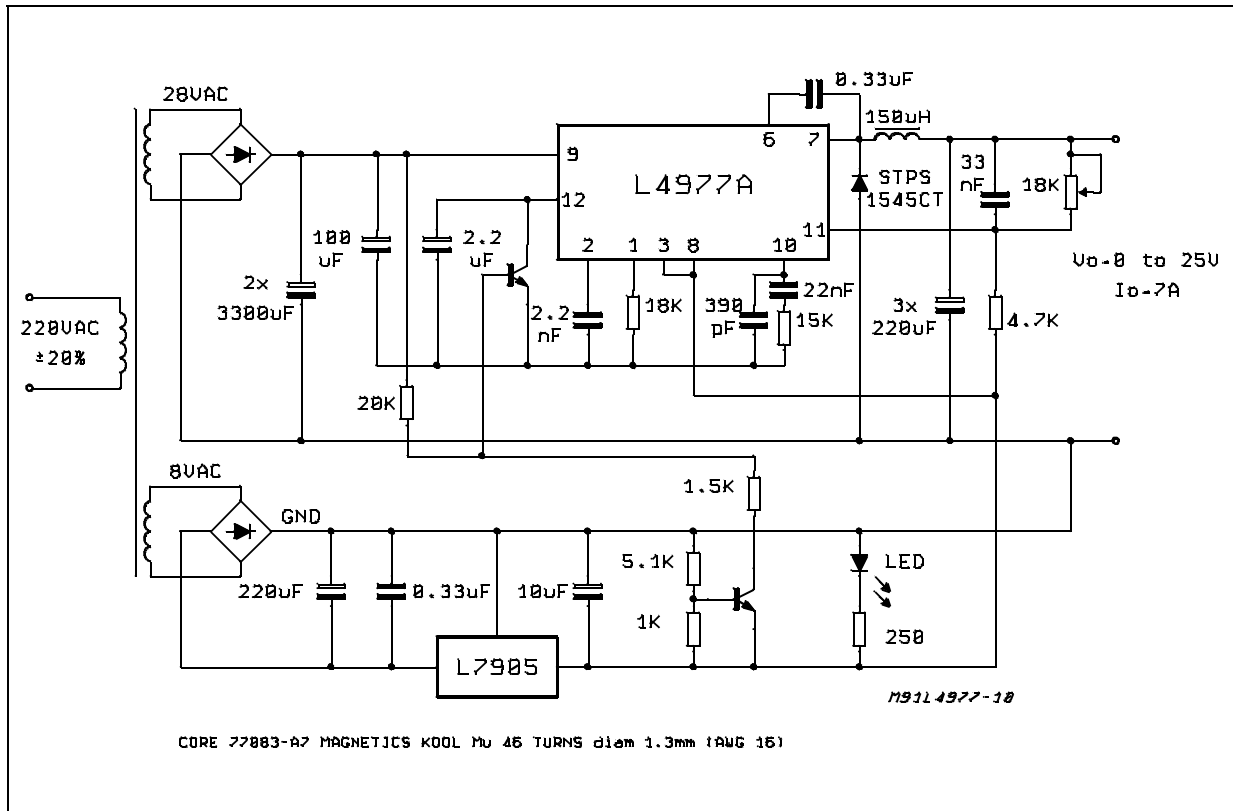 28VAC
0.33uF
150uH
6
7
9
L4977A
33
nF
STPS
1545CT
18K
12
11
100
uF
2.2
uF
2
1
3
8
10
Vo-0 to 25V
Io-7A
2x
3300uF
2.2
nF
18K
390
pF
22nF
15K
3x
220uF
4.7K
220VAC
±20%
20K
8VAC
1.5K
GND
220uF
0.33uF
10uF
5.1K
LED
1K
250
L7905
M91L4977-10
CORE 77083-A7 MAGNETICS KOOL Mu 46 TURNS diam 1.3mm (AWG 16)